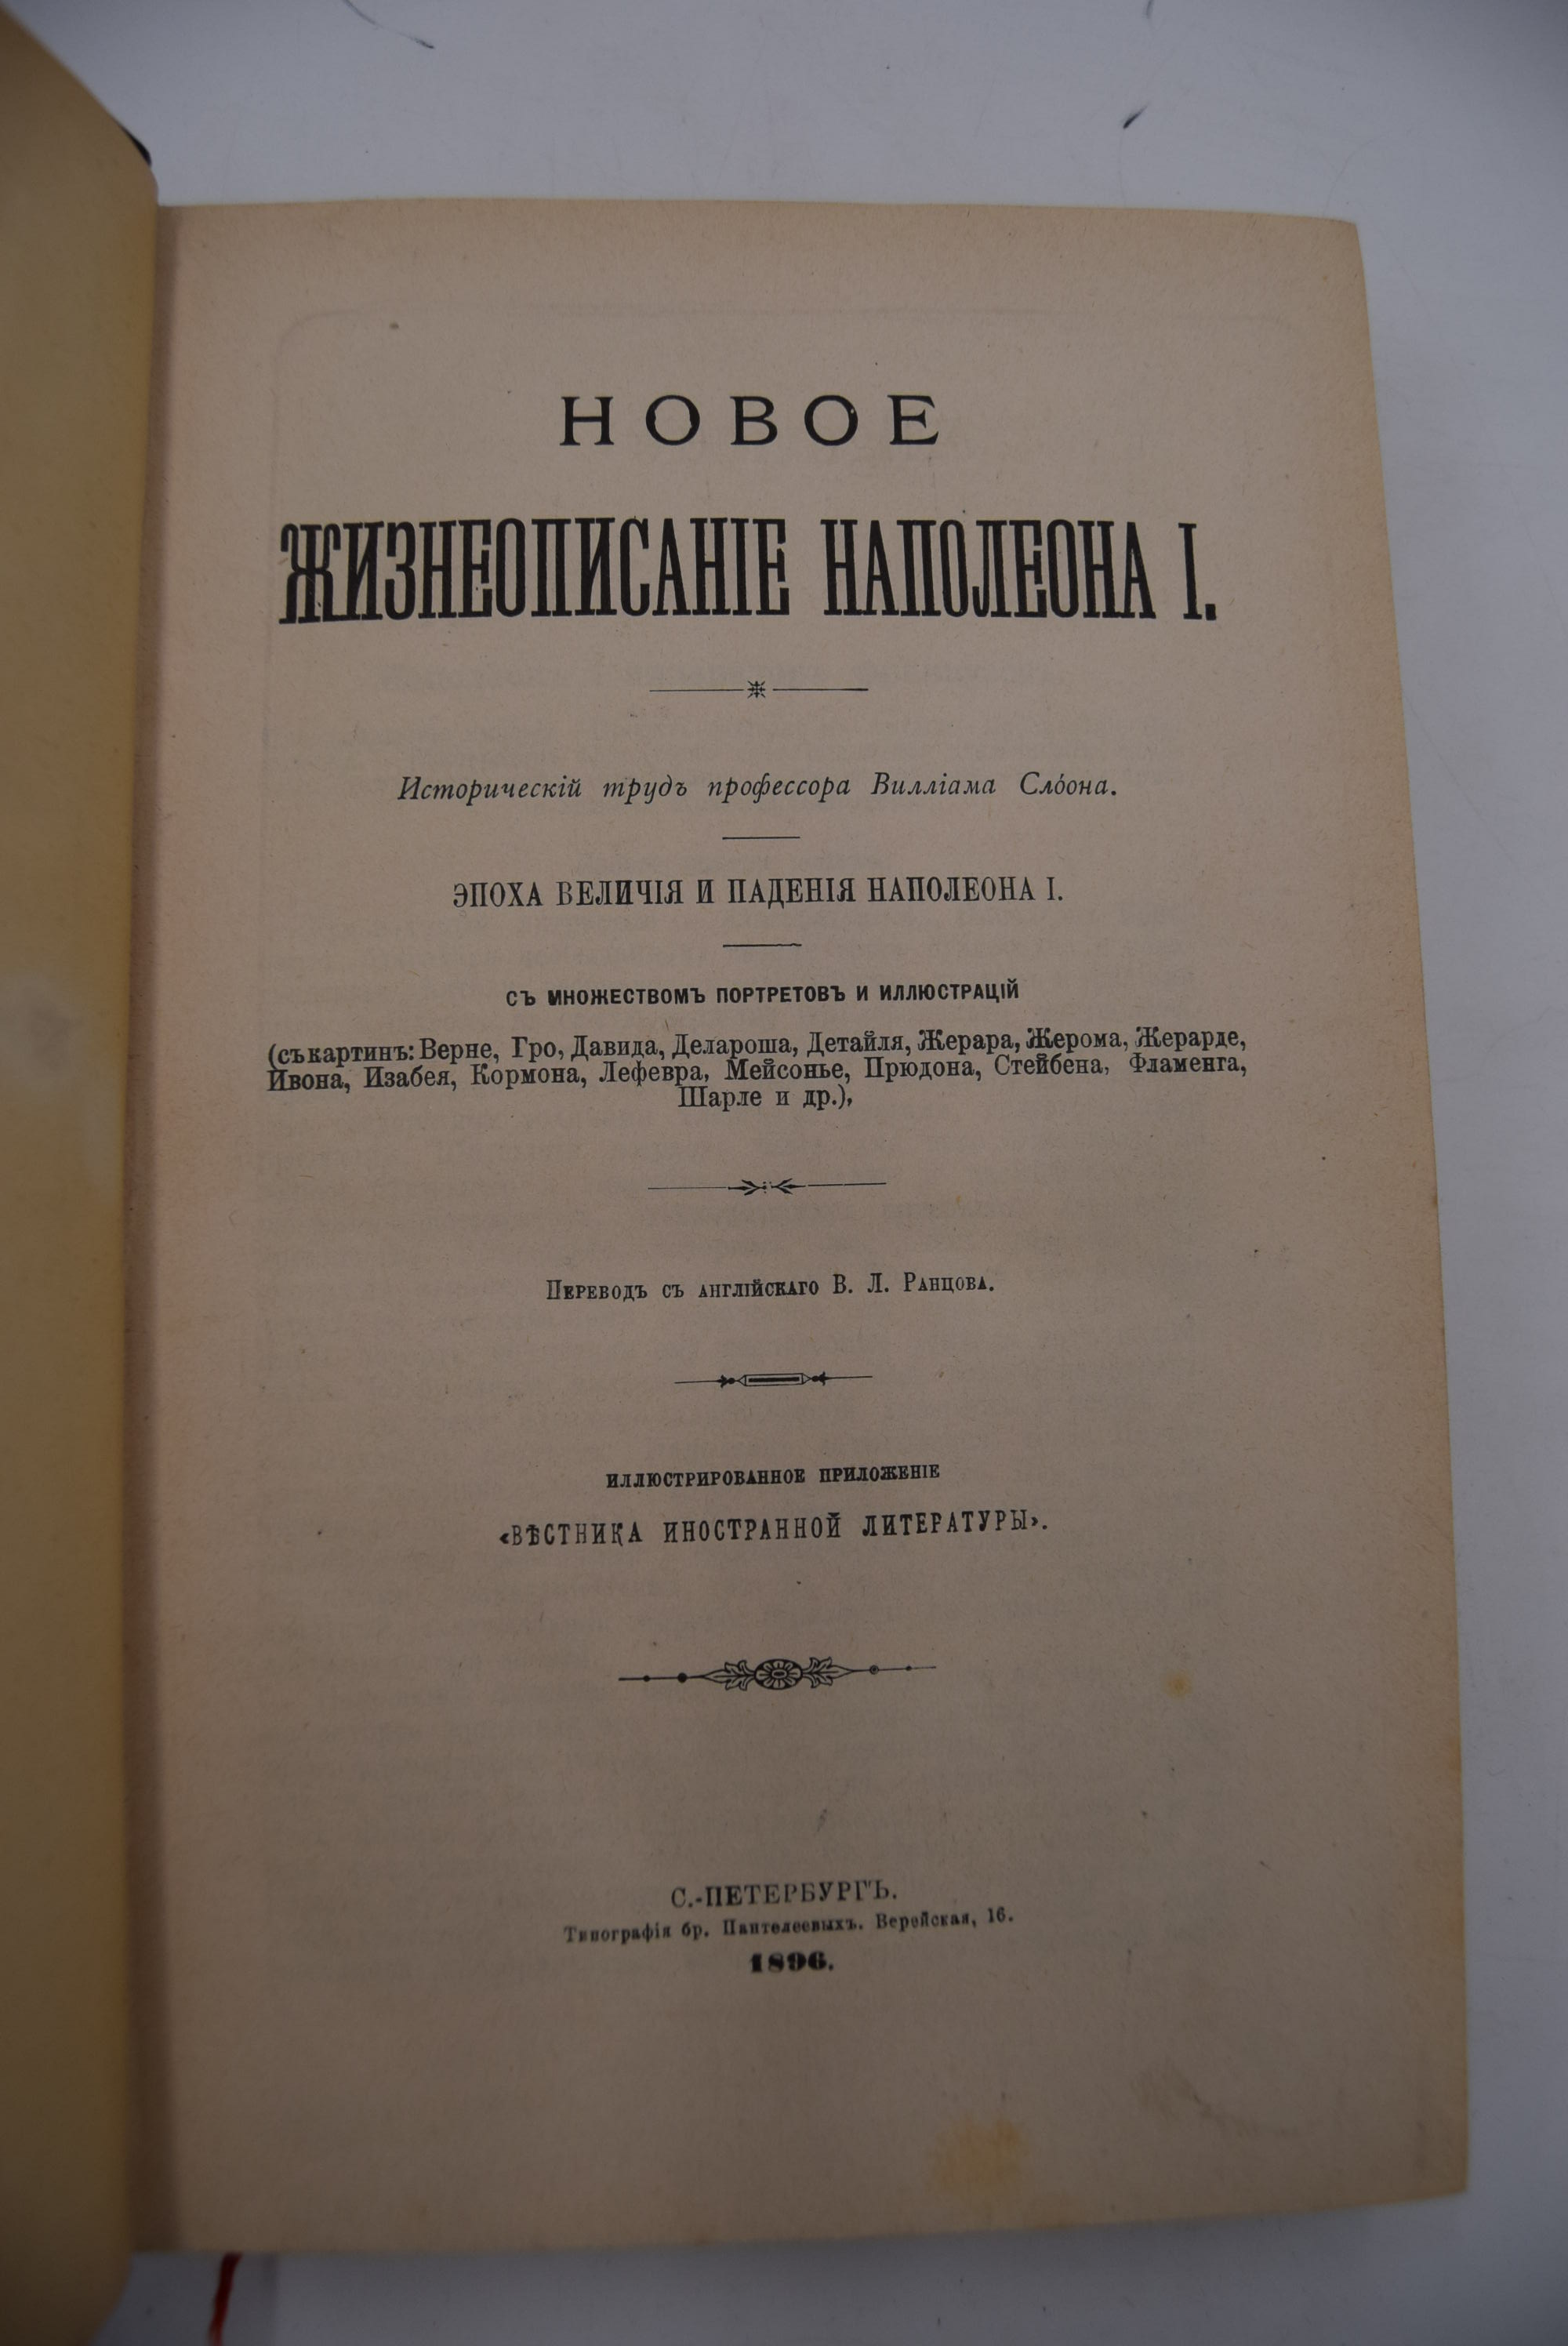 НОВОЕ
ЖИЗНЕОПИСАНІЕ НАПОЛЕОНА I.
Историческій трудъ профессора Вилліама Слóона.
ЭПОХА ВЕЛИЧІЯ И ПАДЕНІЯ НАПОЛЕОНА I.
СЪ МНОЖЕСТВОМЪ ПОРТРЕТОВЪ И ИЛЛЮСТРАЦІЙ
(съ картинъ: Верне, Гро, Давида, Делароша, Детайля, Жерара, Жерома, Жерарде,
Ивона, Изабея, Кормона, Лефевра, Мейсонье, Прюдона, Стейбена, Фламенга,
Шарле и др.),
Переводъ съ англійскаго В. Л. Ранцова.
ИЛЛЮСТРИРОВАННОЕ ПРИЛОЖЕНІЕ
«ВѢСТНИКА ИНОСТРАННОЙ ЛИТЕРАТУРЫ».
С.-ПЕТЕРБУРГЪ.
Типографія бр. Пантелеевыхъ. Верейская, 16.
1896.